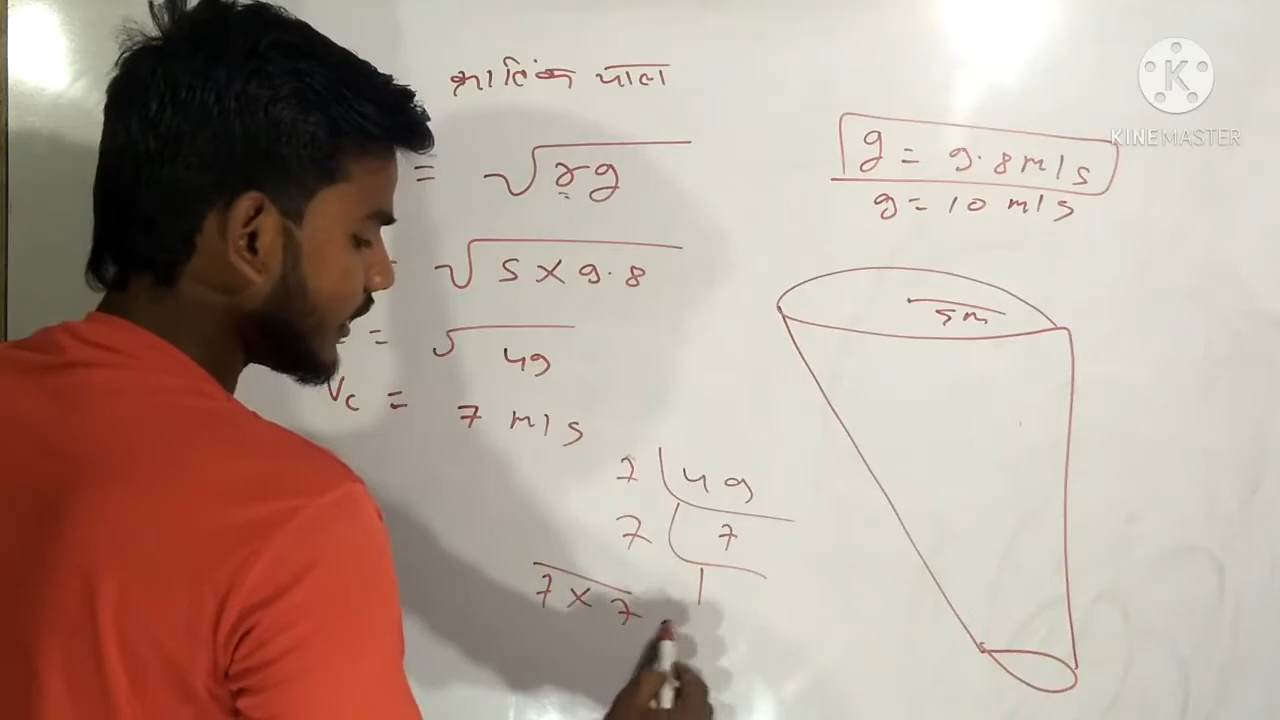 क्रांतिक चाल
= √rg
= √5 × 9.8
= √49
Vc = 7 m/s
7 | 49
7 | 7
1
7 × 7
g = 9.8 m/s
g = 10 m/s
5m
K
KINEMASTER